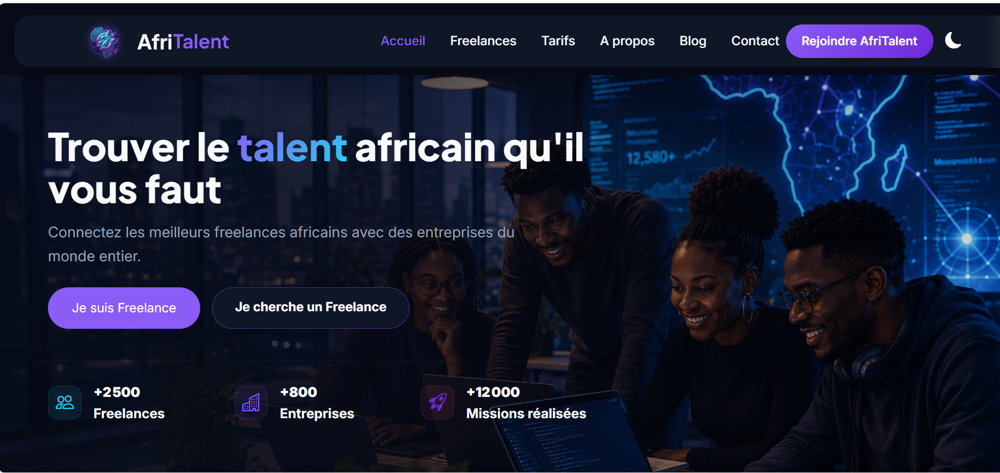 AfriTalent
Accueil Freelances Tarifs A propos Blog Contact Rejoindre AfriTalent
Trouver le talent africain qu'il
vous faut
Connectez les meilleurs freelances africains avec des entreprises du
monde entier.
Je suis Freelance Je cherche un Freelance
+2500 +800 +12000
Freelances Entreprises Missions réalisées
12,580+